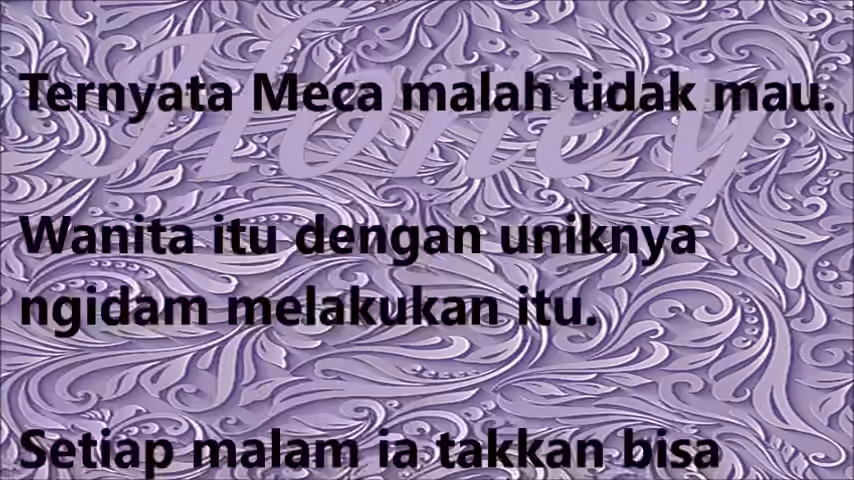 Honey
Ternyata Meca malah tidak mau.
Wanita itu dengan uniknya
ngidam melakukan itu.
Setiap malam ia takkan bisa